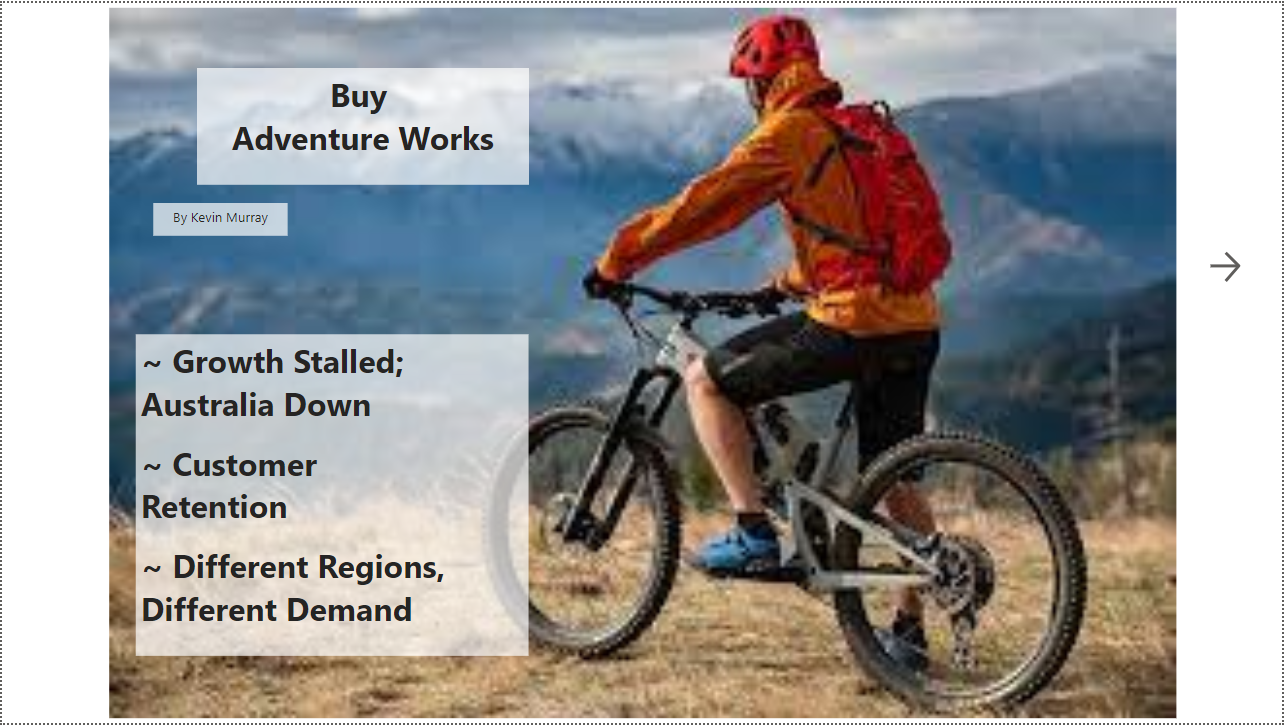 Buy
Adventure Works
By Kevin Murray
~ Growth Stalled;
Australia Down
~ Customer
Retention
~ Different Regions,
Different Demand